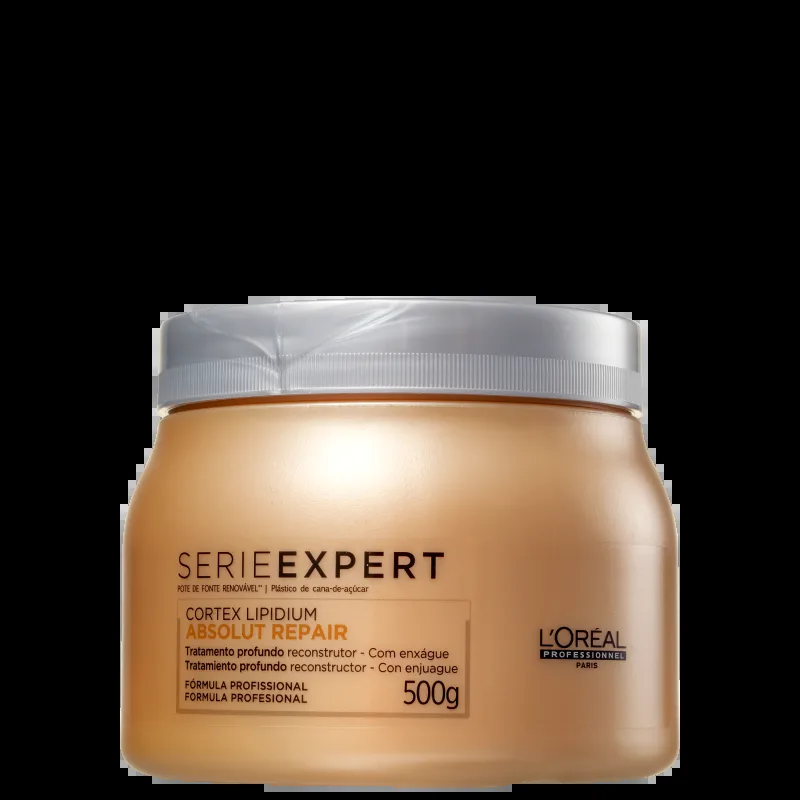 SERIEEXPERT
POTE DE FONTE RENOVÁVEL** | Plástico de cana-de-açúcar
CORTEX LIPIDIUM
ABSOLUT REPAIR
Tratamento profundo reconstrutor - Com enxágue
Tratamiento profundo reconstructor - Con enjuague
FÓRMULA PROFISSIONAL
FORMULA PROFESIONAL
500g
L'ORÉAL
PROFESSIONNEL
PARIS